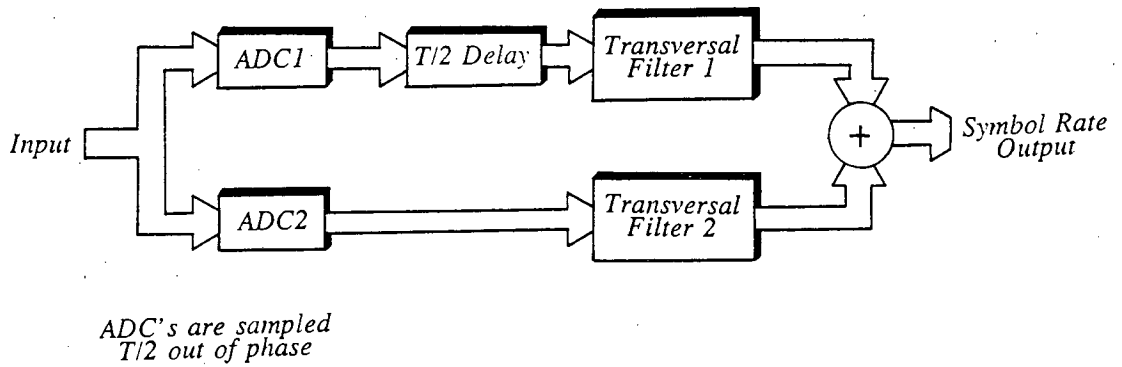 ADC1
T/2 Delay
Transversal
Filter 1
Input
+
Symbol Rate
Output
ADC2
Transversal
Filter 2
ADC's are sampled
T/2 out of phase